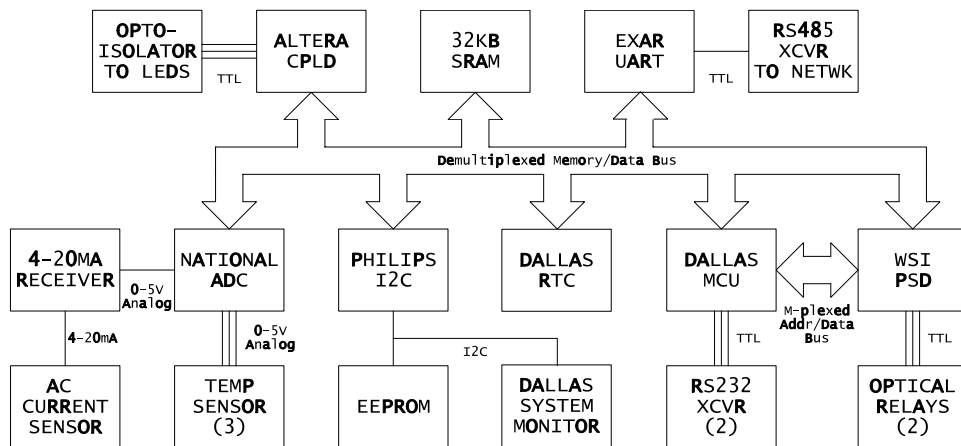 OPTO-
ISOLATOR
TO LEDS
TTL
ALTERA
CPLD
32KB
SRAM
EXAR
UART
TTL
RS485
XCVR
TO NETWK
Demultiplexed Memory/Data Bus
4-20MA
RECEIVER
0-5V
Analog
NATIONAL
ADC
PHILIPS
I2C
DALLAS
RTC
DALLAS
MCU
M-plexed
Addr/Data
Bus
WSI
PSD
4-20mA
0-5V
Analog
I2C
TTL
TTL
AC
CURRENT
SENSOR
TEMP
SENSOR
(3)
EEPROM
DALLAS
SYSTEM
MONITOR
RS232
XCVR
(2)
OPTICAL
RELAYS
(2)